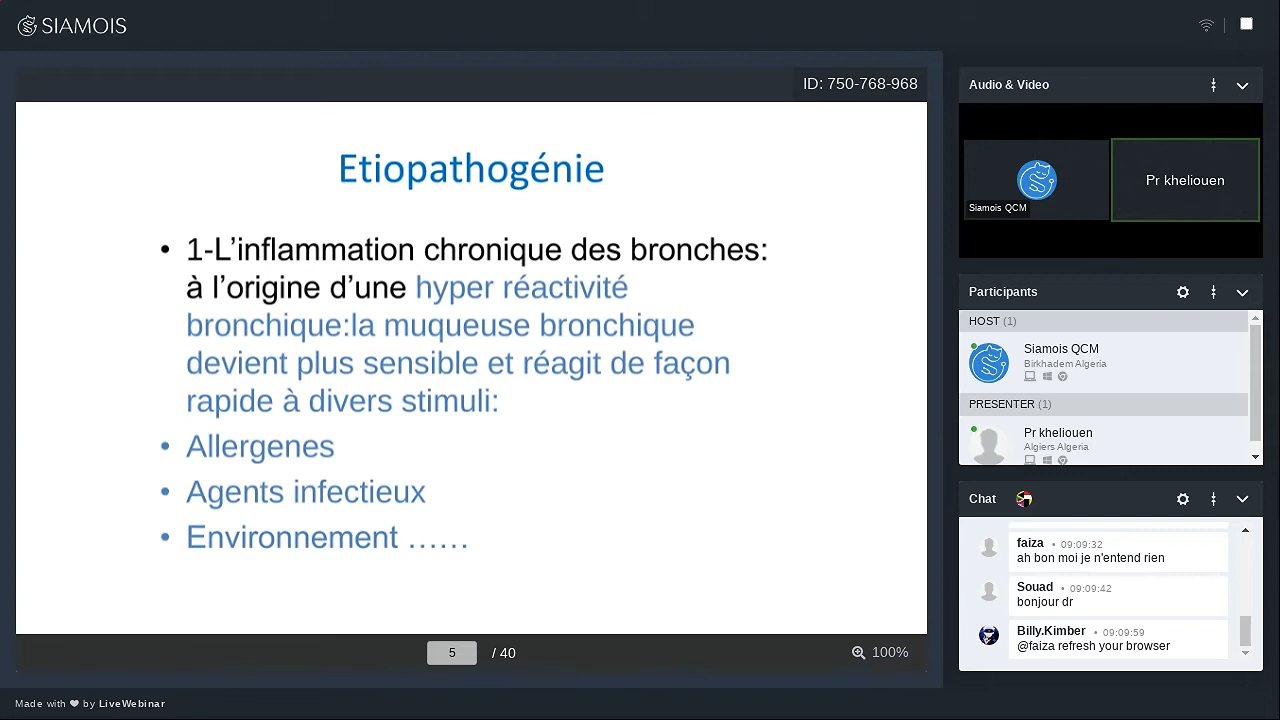 SIAMOIS
ID: 750-768-968
Etiopathogénie
• 1-L’inflammation chronique des bronches:
à l’origine d’une hyper réactivité
bronchique:la muqueuse bronchique
devient plus sensible et réagit de façon
rapide à divers stimuli:
• Allergenes
• Agents infectieux
• Environnement ……
5 / 40
100%
Audio & Video
Siamois QCM
Pr kheliouen
Participants
HOST (1)
Siamois QCM
Birkhadem Algeria
PRESENTER (1)
Pr kheliouen
Algiers Algeria
Chat
faiza • 09:09:32
ah bon moi je n'entend rien
Souad • 09:09:42
bonjour dr
Billy.Kimber • 09:09:59
@faiza refresh your browser
Made with ❤ by LiveWebinar